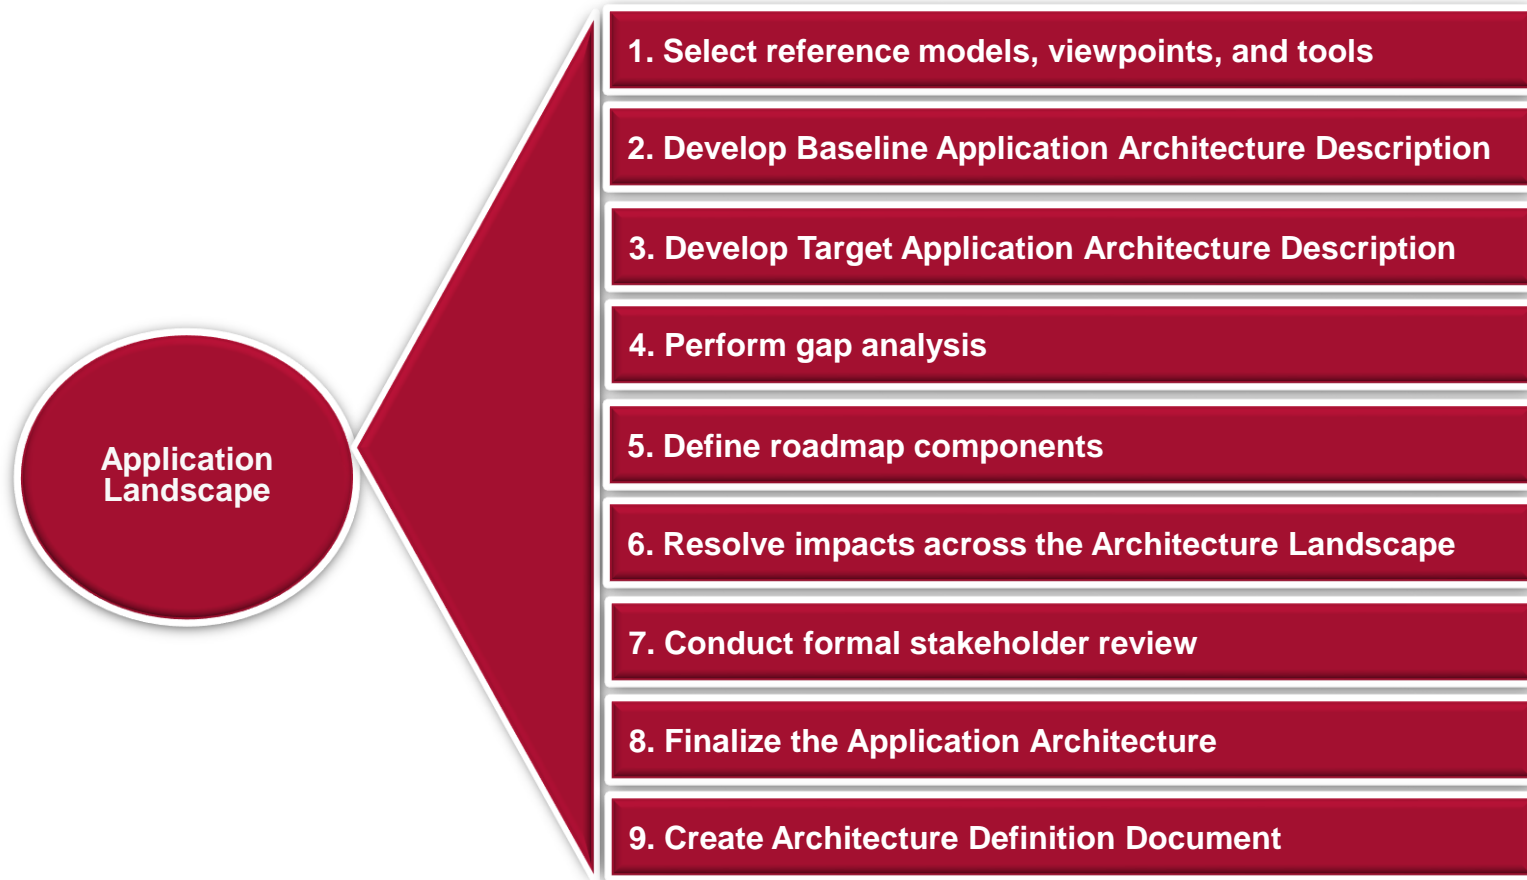 1. Select reference models, viewpoints, and tools
2. Develop Baseline Application Architecture Description
3. Develop Target Application Architecture Description
4. Perform gap analysis
Application
Landscape
5. Define roadmap components
6. Resolve impacts across the Architecture Landscape
7. Conduct formal stakeholder review
8. Finalize the Application Architecture
9. Create Architecture Definition Document